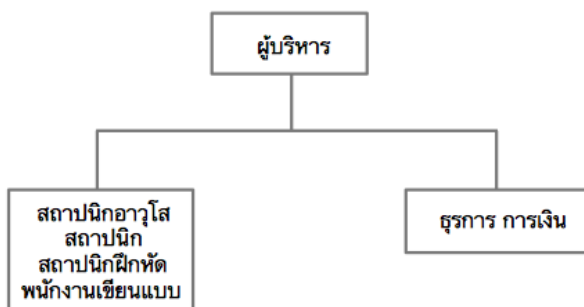 ผู้บริหาร
สถาปนิกอาวุโส
สถาปนิก
สถาปนิกฝึกหัด
พนักงานเขียนแบบ
ธุรการ การเงิน